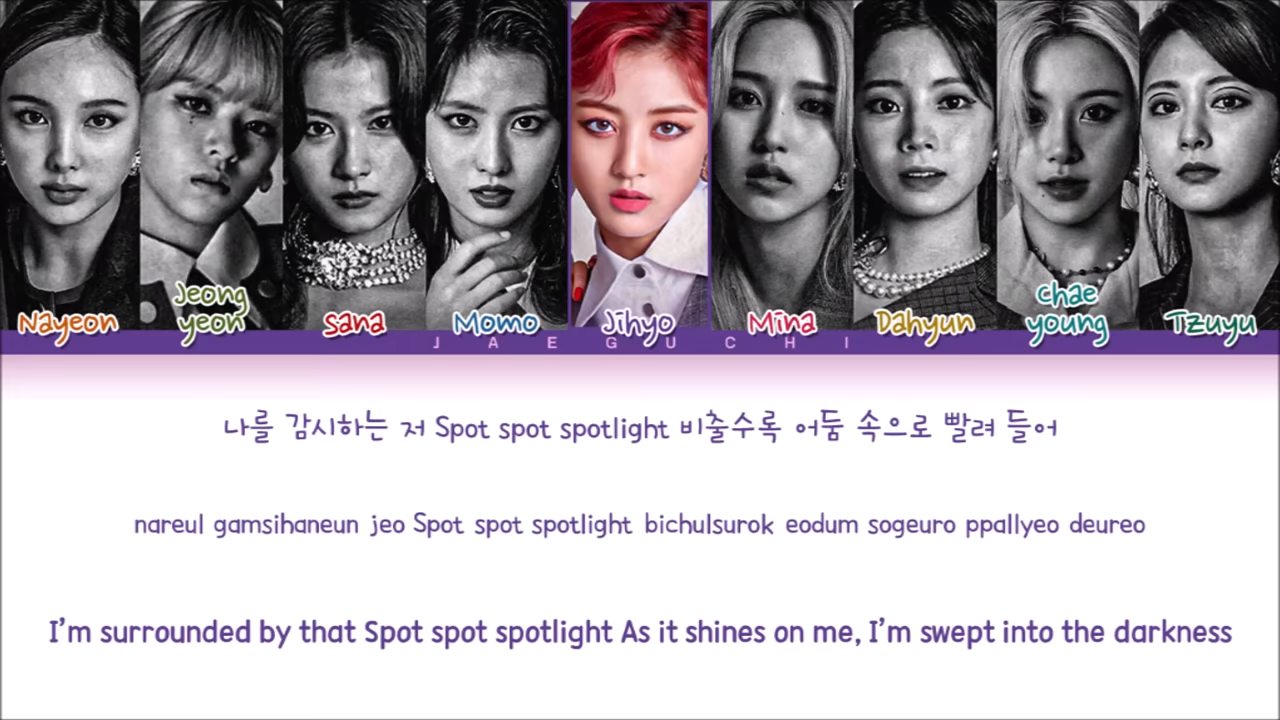 Nayeon
Jeong
yeon
Sana
Momo
Jihyo
Mina
Dahyun
Chae
young
Tzuyu
JAEGUCHI
나를 감시하는 저 Spot spot spotlight 비출수록 어둠 속으로 빨려 들어
nareul gamsihaneun jeo Spot spot spotlight bichulsurok eodum sogeuro ppallyeo deureo
I'm surrounded by that Spot spot spotlight As it shines on me, I'm swept into the darkness